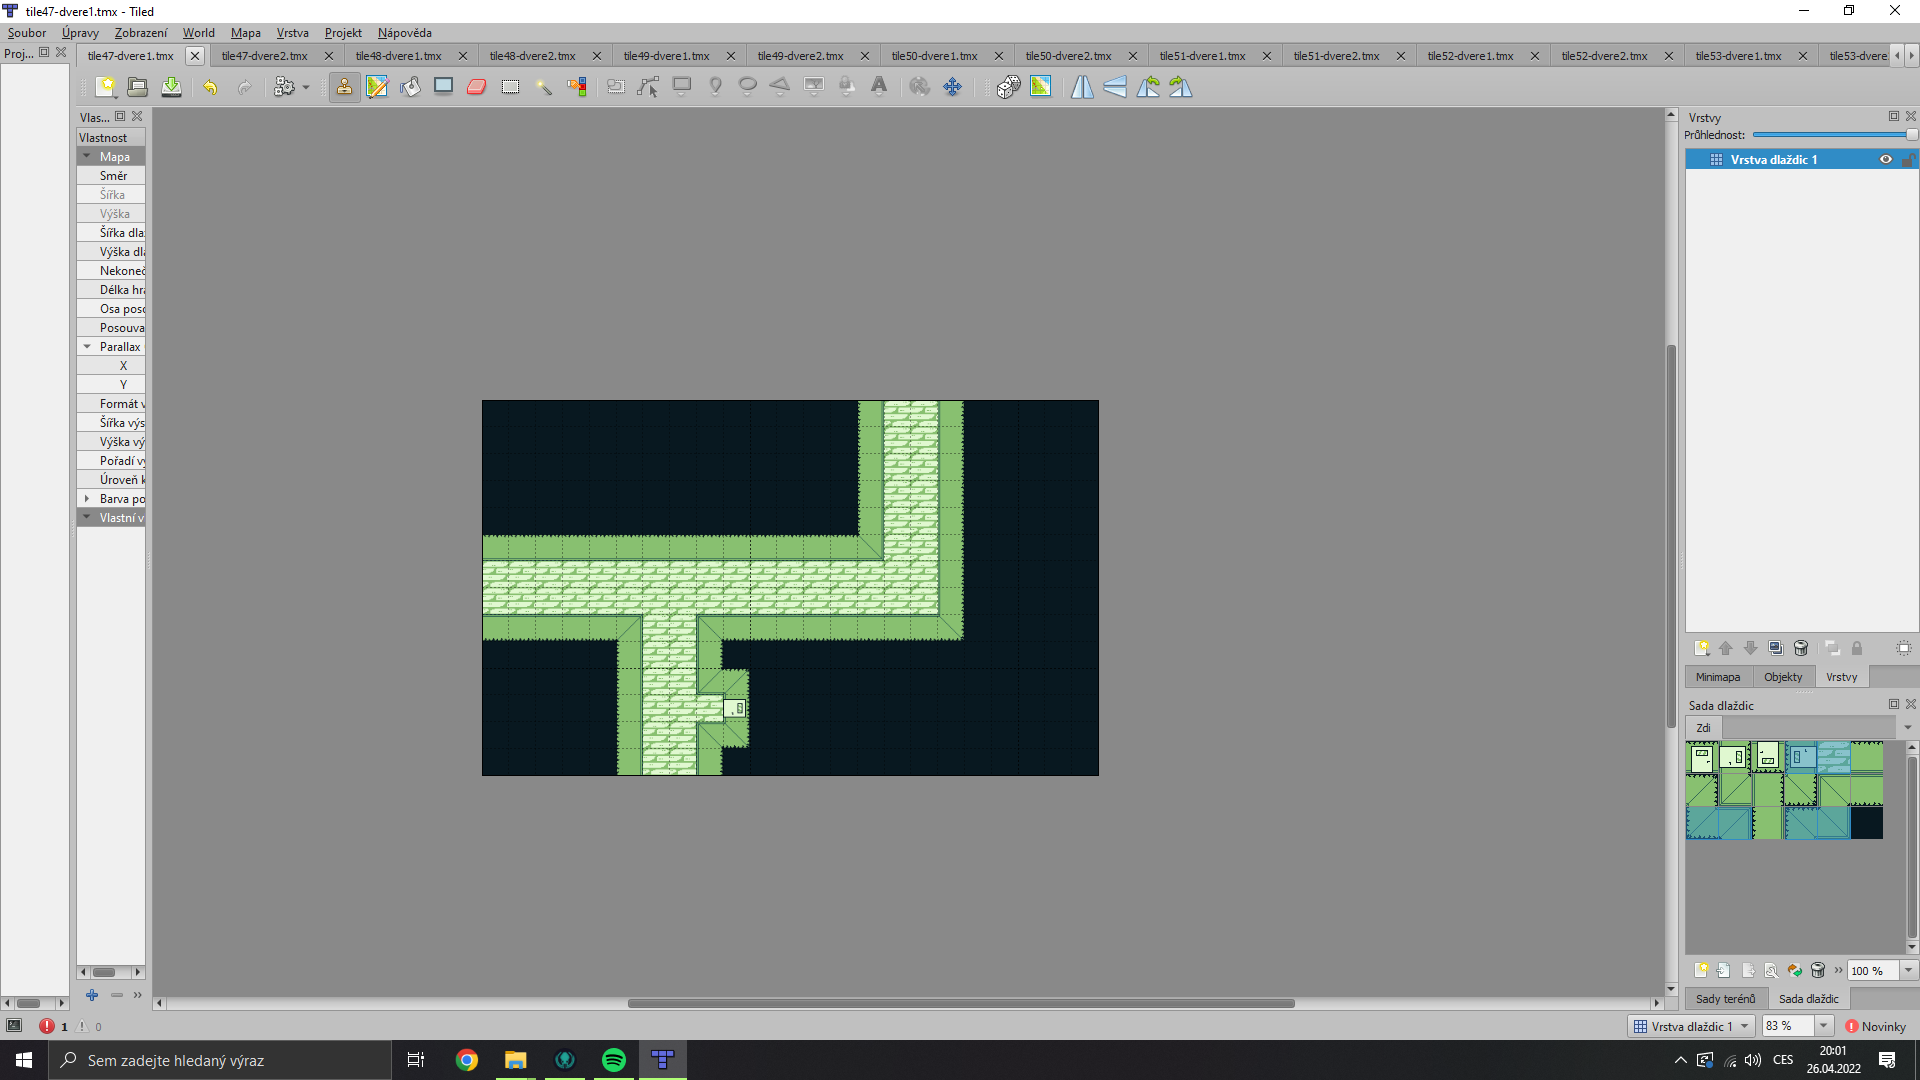 tile47-dvere1.tmx - Tiled
Soubor Úpravy Zobrazení World Mapa Vrstva Projekt Nápověda
Proj... tile47-dvere1.tmx tile47-dvere2.tmx tile48-dvere1.tmx tile48-dvere2.tmx tile49-dvere1.tmx tile49-dvere2.tmx tile50-dvere1.tmx tile50-dvere2.tmx tile51-dvere1.tmx tile51-dvere2.tmx tile52-dvere1.tmx tile52-dvere2.tmx tile53-dvere1.tmx tile53-dvere
Vlas...
Vlastnost
Mapa
Směr
Šířka
Výška
Šířka dla
Výška dl
Nekoneč
Délka hr
Osa poso
Posouva
Parallax
X
Y
Formát v
Šířka výs
Výška vý
Pořadí vy
Úroveň k
Barva po
Vlastní v
Vrstvy
Průhlednost:
Vrstva dlaždic 1
Minimapa Objekty Vrstvy
Sada dlaždic
Zdi
100 %
Sady terénů Sada dlaždic
1 0
Vrstva dlaždic 1 83 % Novinky
Sem zadejte hledaný výraz
CES
20:01
26.04.2022